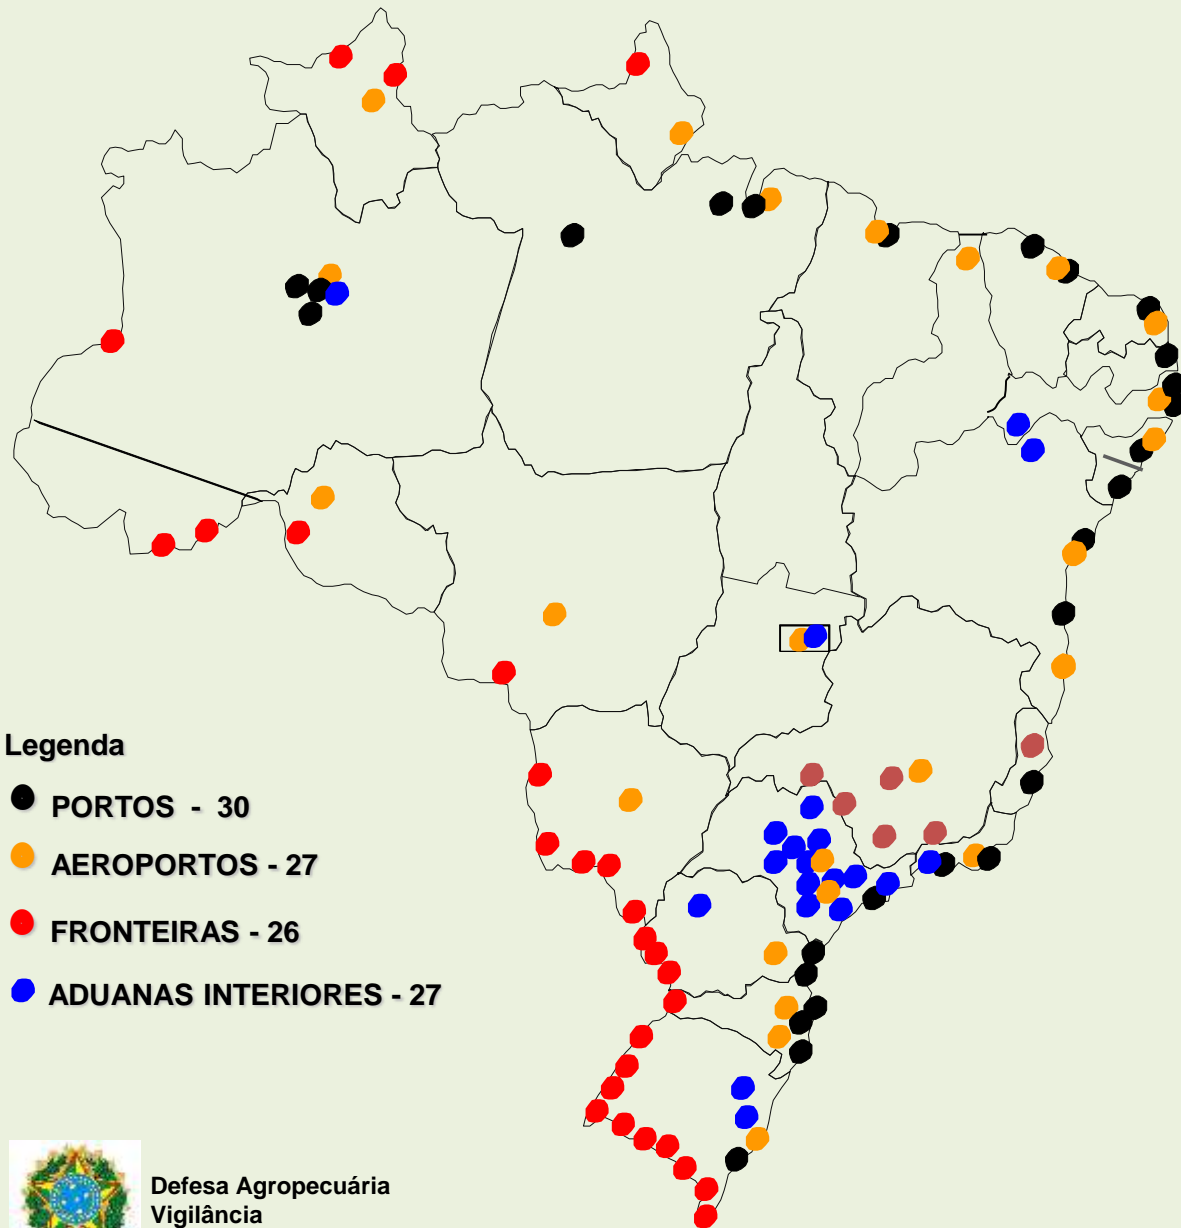 Legenda
PORTOS - 30
AEROPORTOS - 27
FRONTEIRAS - 26
ADUANAS INTERIORES - 27
Defesa Agropecuária
Vigilância